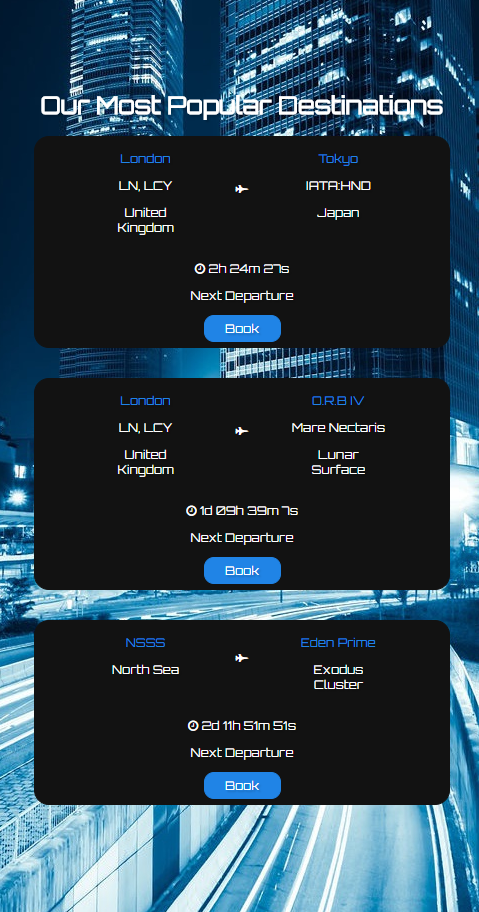 Our Most Popular Destinations
London
Tokyo
LN, LCY
IATA:HND
United
Kingdom
Japan
2h 24m 27s
Next Departure
Book
London
O.R.B IV
LN, LCY
Mare Nectaris
United
Kingdom
Lunar
Surface
1d 09h 39m 7s
Next Departure
Book
NSSS
Eden Prime
North Sea
Exodus
Cluster
2d 11h 51m 51s
Next Departure
Book